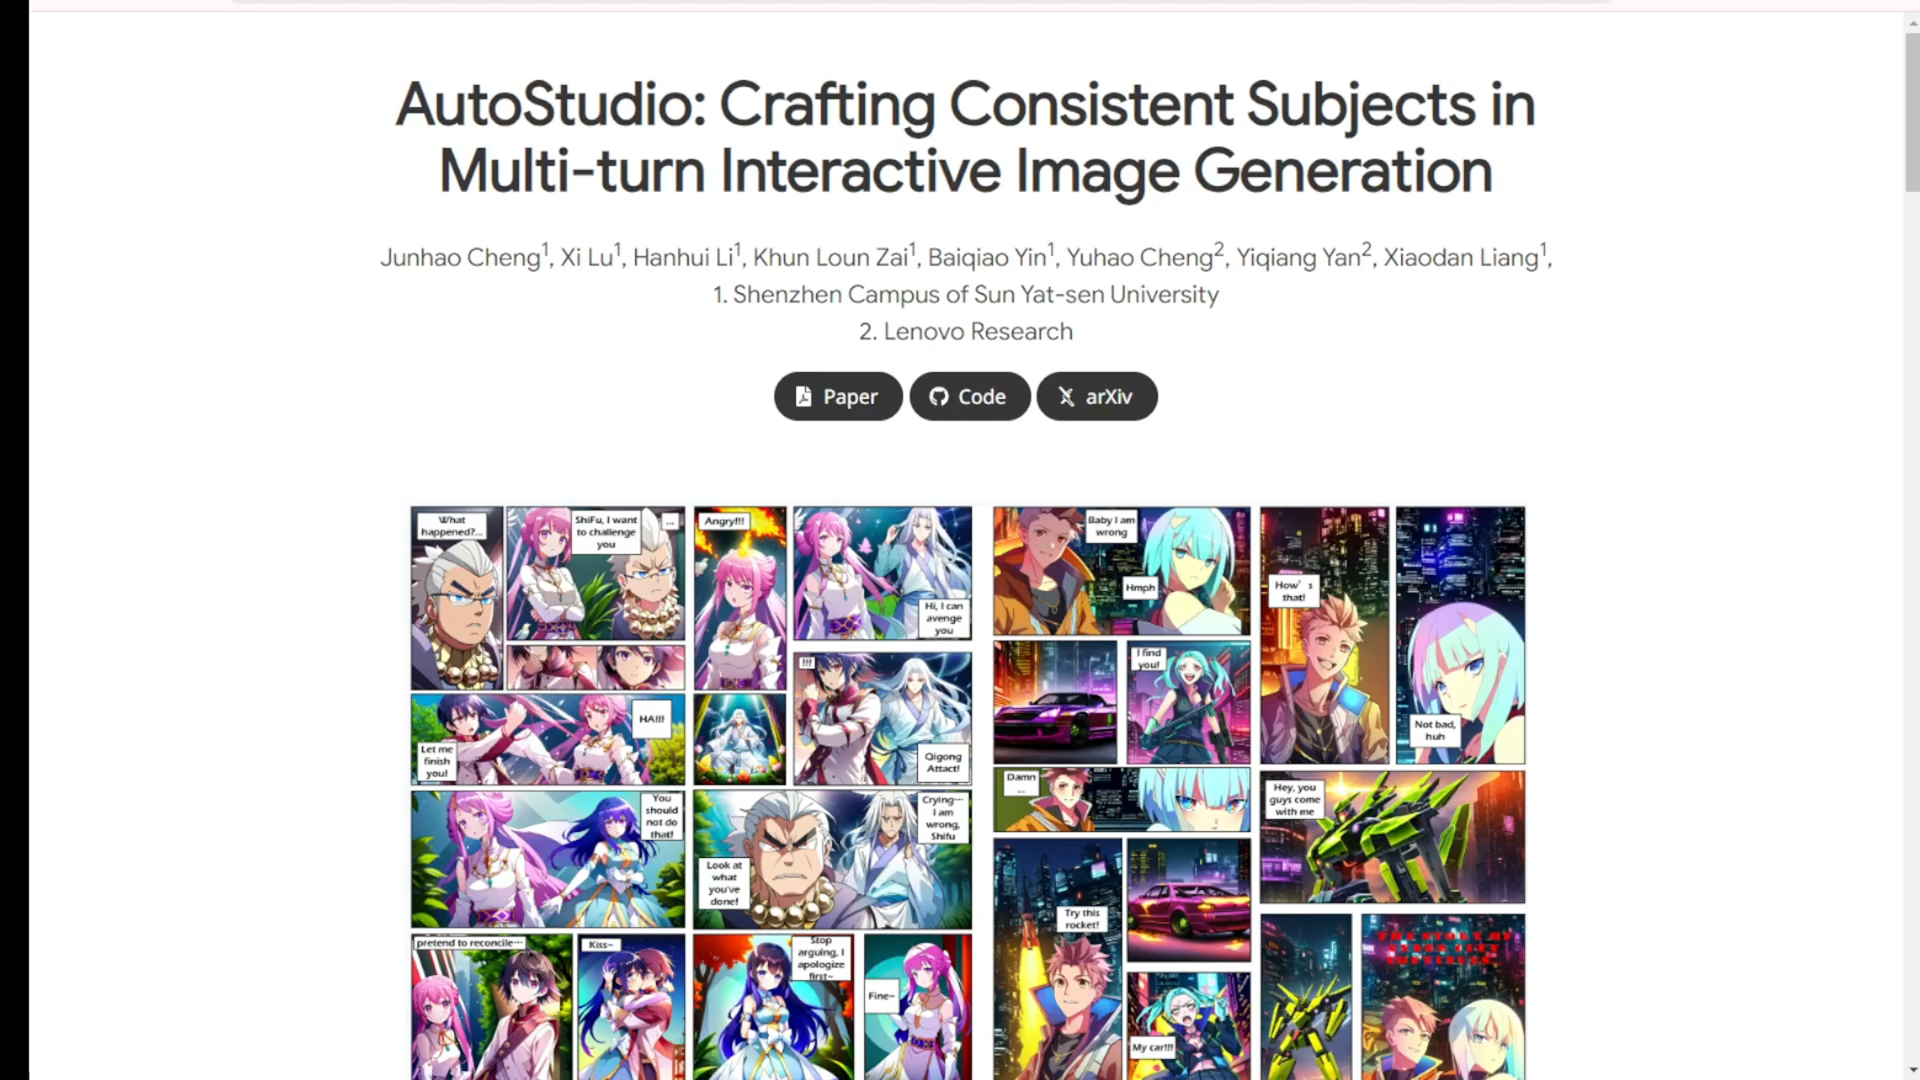 AutoStudio: Crafting Consistent Subjects in
Multi-turn Interactive Image Generation
Junhao Cheng1, Xi Lu1, Hanhui Li1, Khun Loun Zai1, Baiqiao Yin1, Yuhao Cheng2, Yiqiang Yan2, Xiaodan Liang1,
1. Shenzhen Campus of Sun Yat-sen University
2. Lenovo Research
Paper
Code
arXiv
What
happened?...
ShiFu, I want
to challenge
you
...
Angry!!!
Hi, I can
avenge
you
Let me
finish
you!
HA!!!
!!!
Qigong
Attact!
You
should
not do
that!
Look at
what
you've
done!
Crying...
I am
wrong,
Shifu
pretend to reconcile...
Kiss~
Stop
arguing, I
apologize
first~
Fine~
Baby I am
wrong
Hmph
How's
that!
I find
you!
Not bad,
huh
Damn
...
Hey, you
guys come
with me
Try this
rocket!
My car!!!